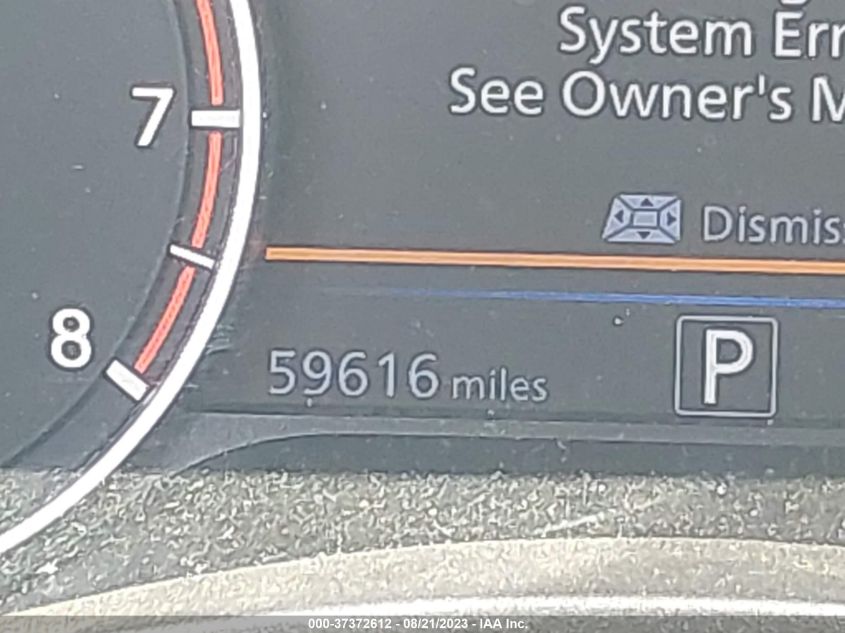 System Err
See Owner's M
Dismiss
7
8
59616 miles
P
000-37372612 - 08/21/2023 - IAA Inc.